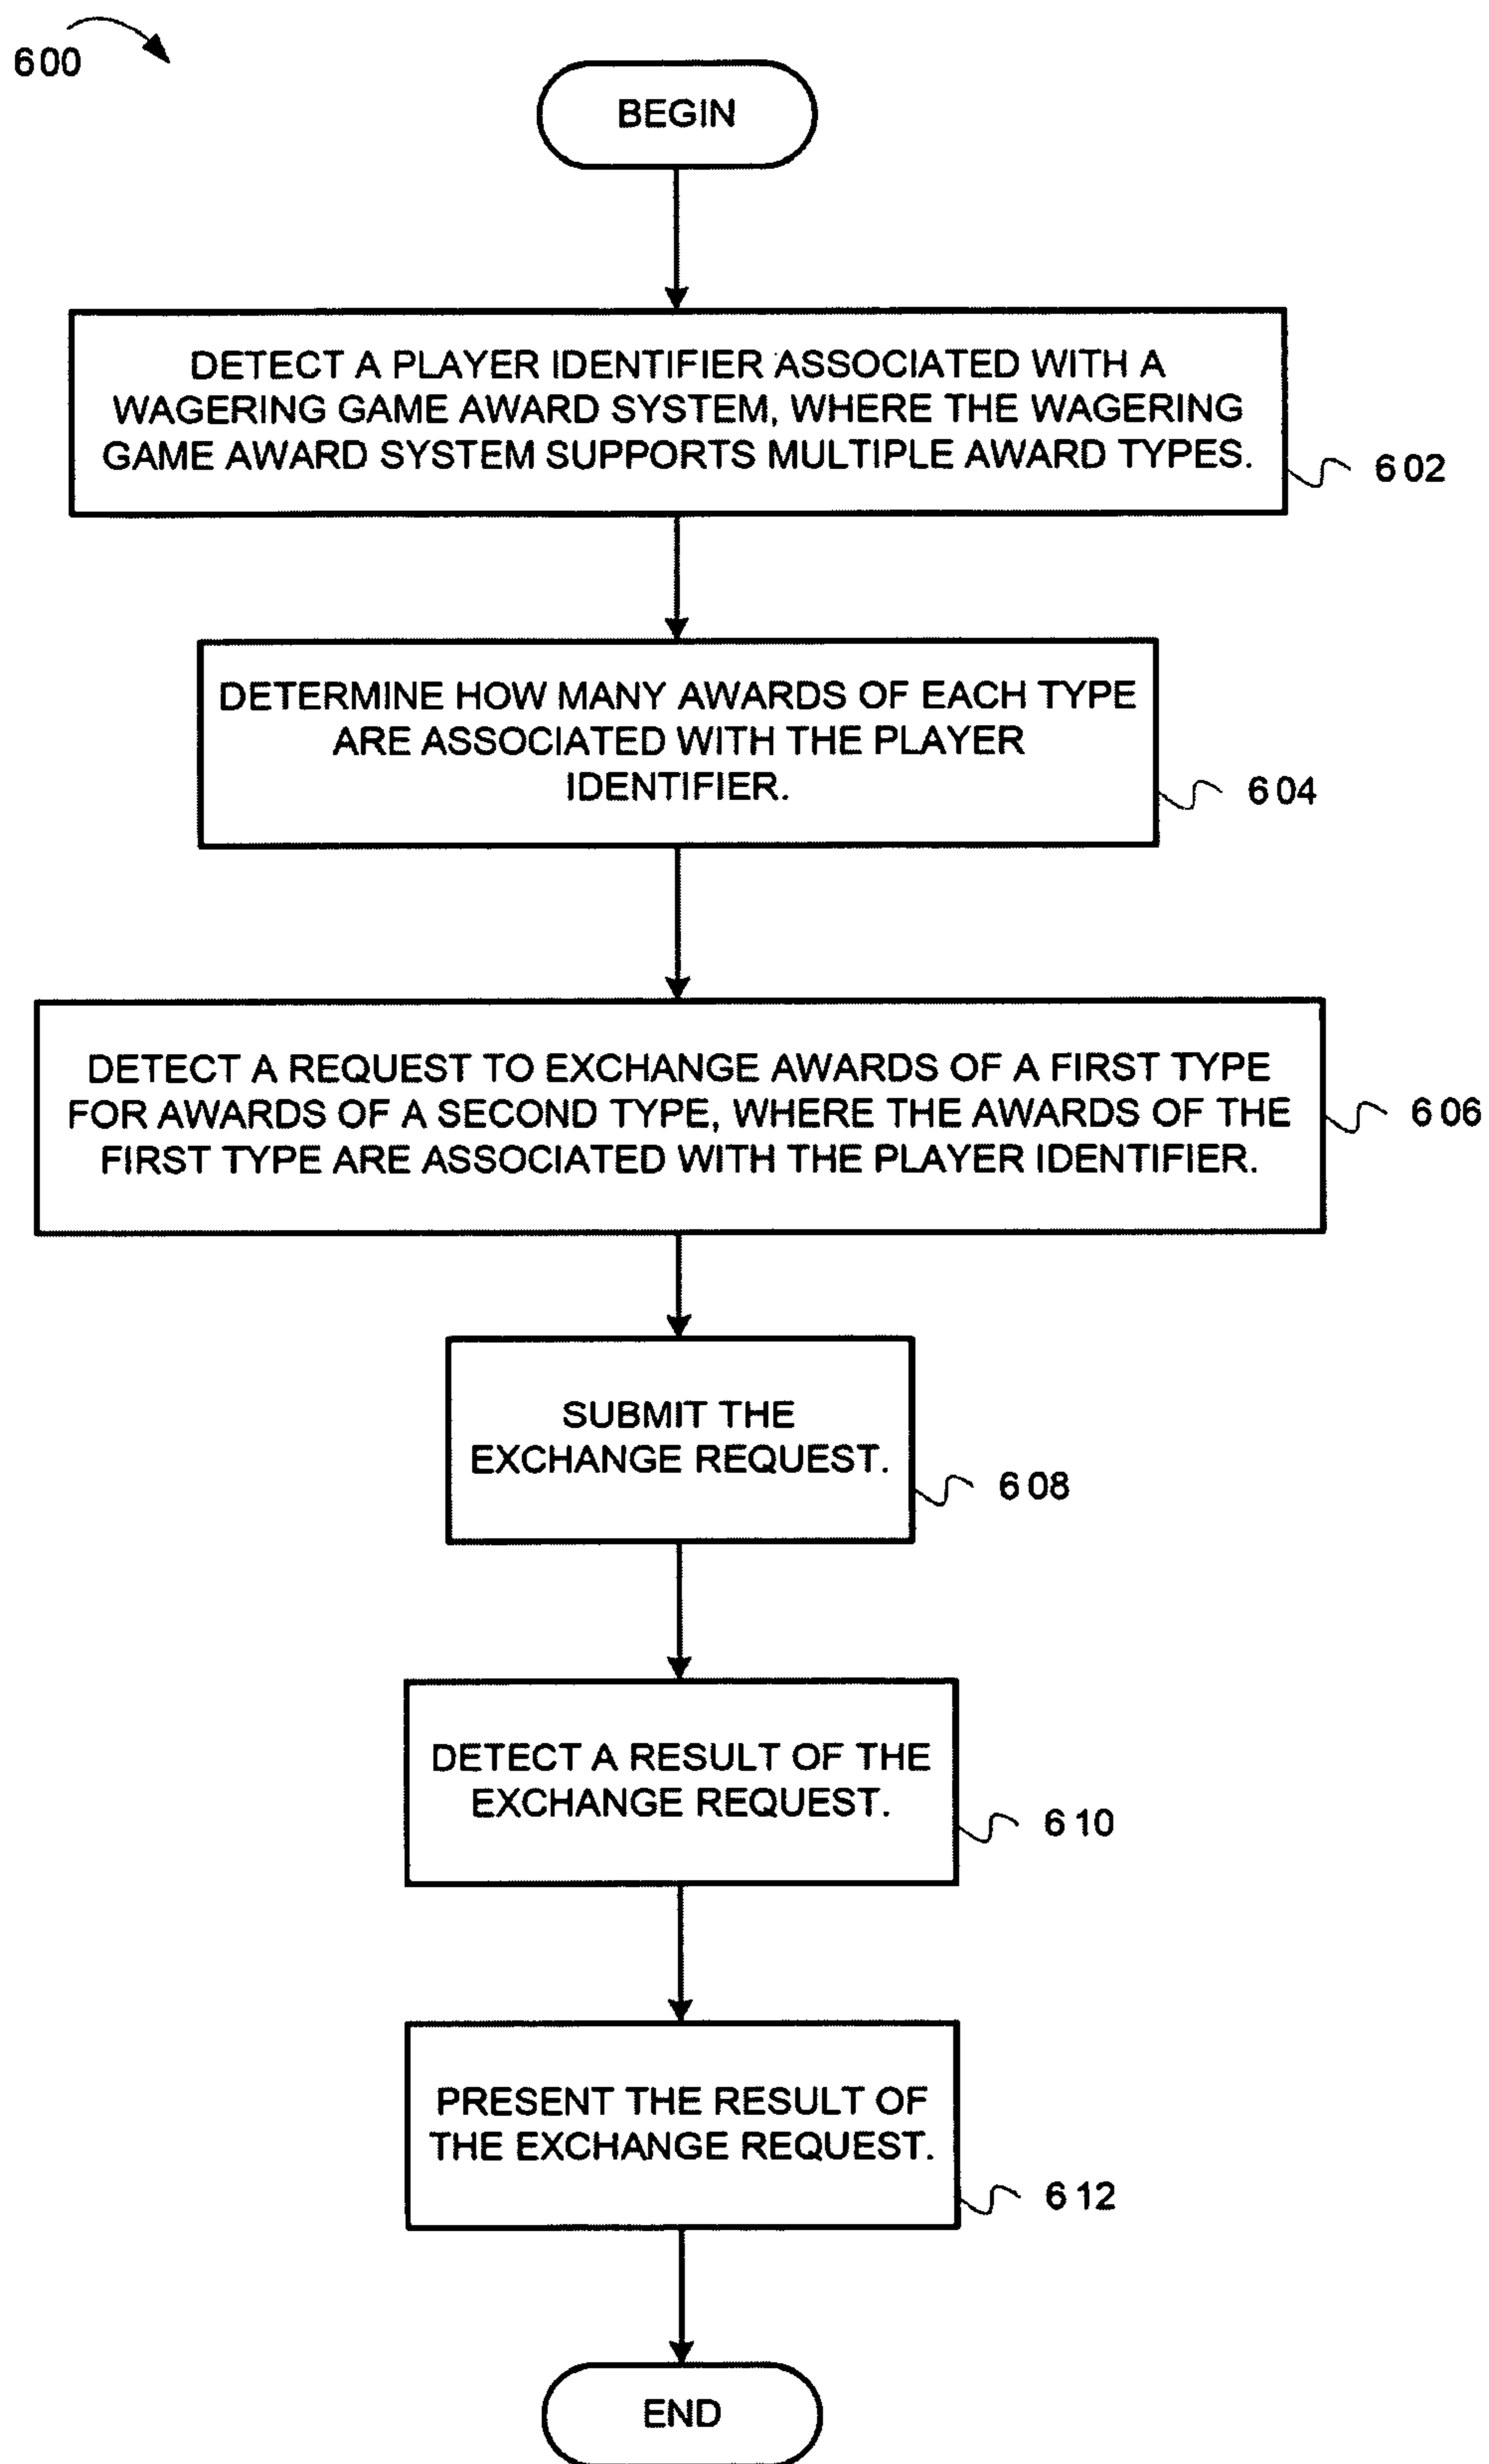 600
BEGIN
DETECT A PLAYER IDENTIFIER ASSOCIATED WITH A
WAGERING GAME AWARD SYSTEM, WHERE THE WAGERING
GAME AWARD SYSTEM SUPPORTS MULTIPLE AWARD TYPES.
602
DETERMINE HOW MANY AWARDS OF EACH TYPE
ARE ASSOCIATED WITH THE PLAYER
IDENTIFIER.
604
DETECT A REQUEST TO EXCHANGE AWARDS OF A FIRST TYPE
FOR AWARDS OF A SECOND TYPE, WHERE THE AWARDS OF THE
FIRST TYPE ARE ASSOCIATED WITH THE PLAYER IDENTIFIER.
606
SUBMIT THE
EXCHANGE REQUEST.
608
DETECT A RESULT OF THE
EXCHANGE REQUEST.
610
PRESENT THE RESULT OF
THE EXCHANGE REQUEST.
612
END